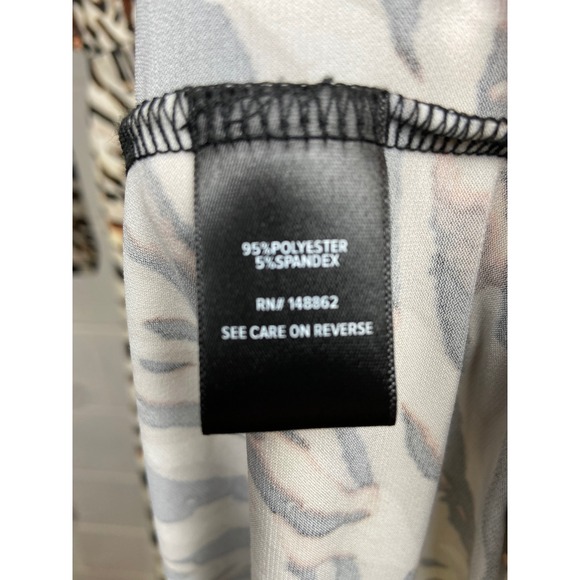 95%POLYESTER
5%SPANDEX
RN// 148862
SEE CARE ON REVERSE